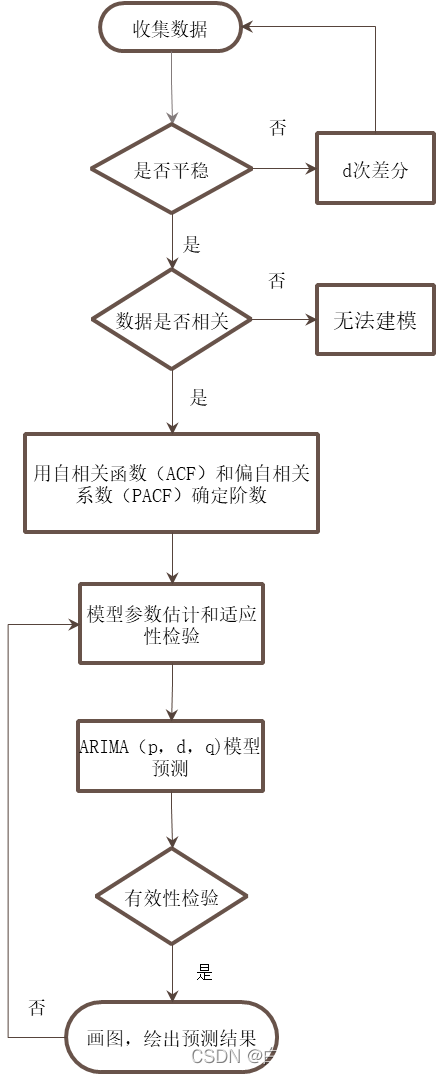 收集数据
否
是否平稳
d次差分
是
否
数据是否相关
无法建模
是
用自相关函数（ACF）和偏自相关
系数（PACF）确定阶数
模型参数估计和适应
性检验
ARIMA（p，d，q)模型
预测
有效性检验
是
否
画图，绘出预测结果
CSDN @